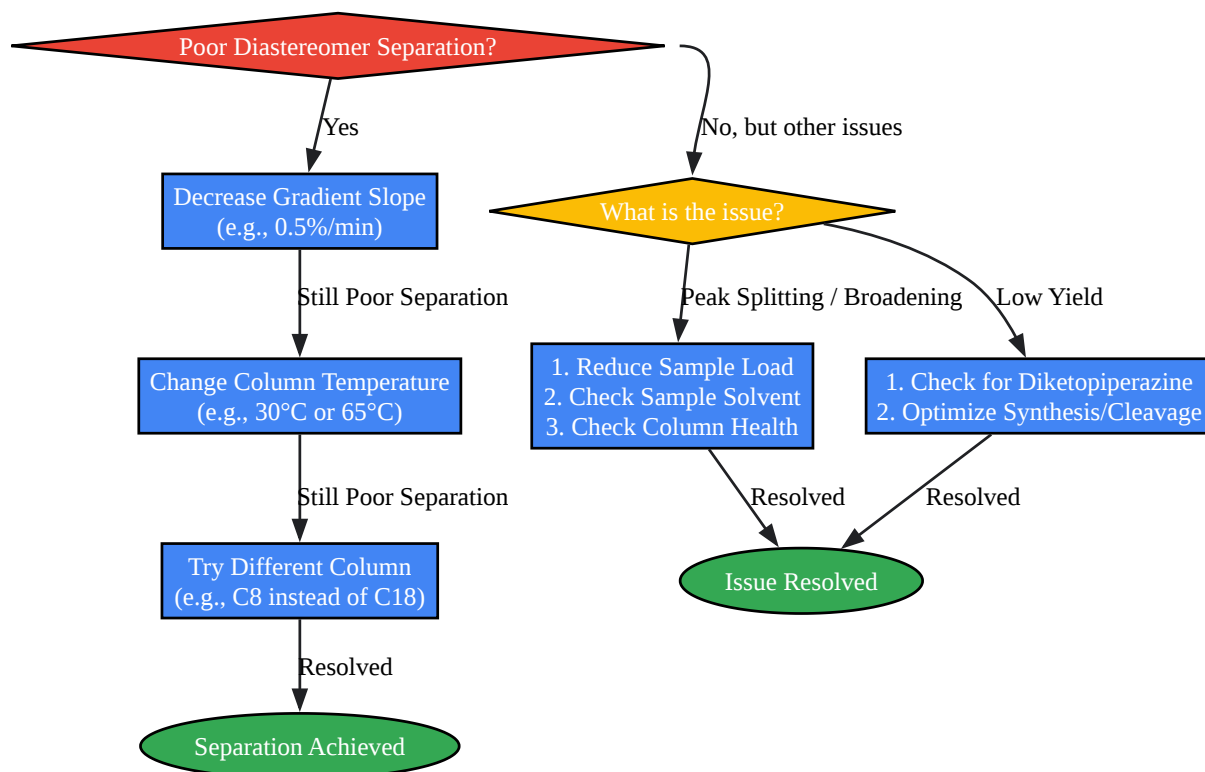 Poor Diastereomer Separation?
Yes
No, but other issues
Decrease Gradient Slope
(e.g., 0.5%/min)
What is the issue?
Still Poor Separation
Peak Splitting / Broadening
Low Yield
Change Column Temperature
(e.g., 30°C or 65°C)
1. Reduce Sample Load
2. Check Sample Solvent
3. Check Column Health
1. Check for Diketopiperazine
2. Optimize Synthesis/Cleavage
Still Poor Separation
Resolved
Resolved
Try Different Column
(e.g., C8 instead of C18)
Issue Resolved
Resolved
Separation Achieved